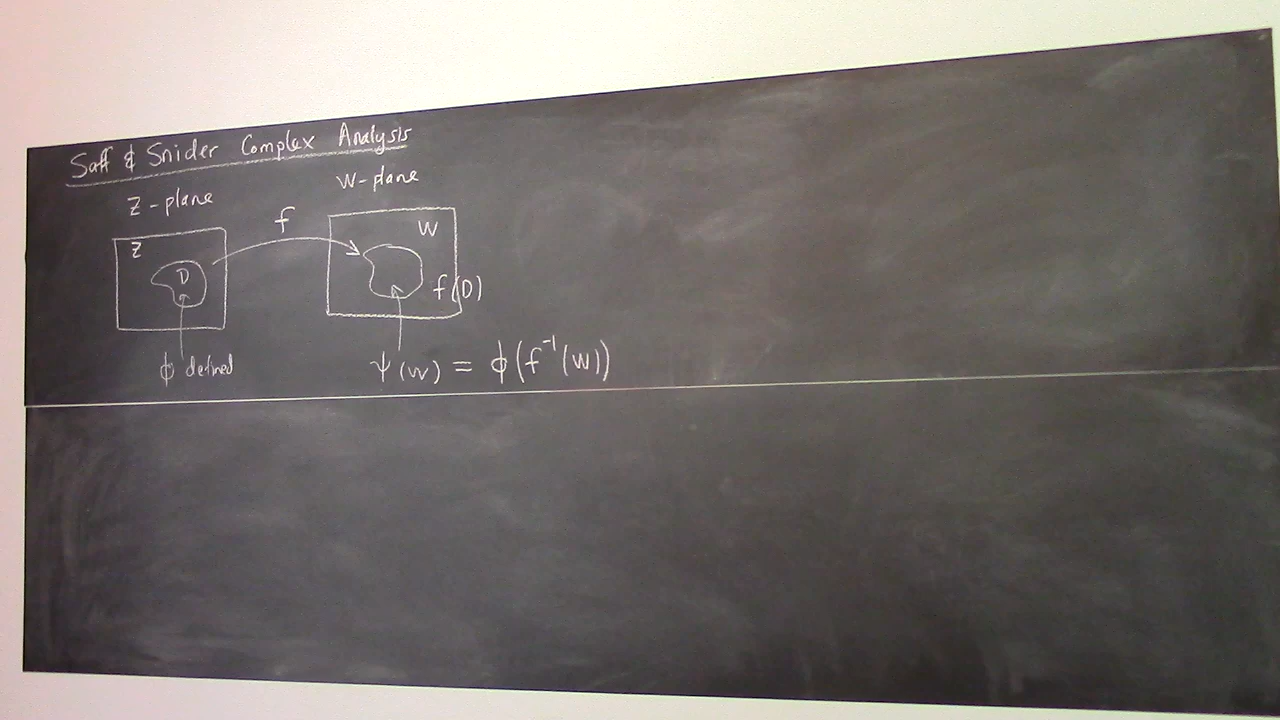 Saff & Snider Complex Analysis
Z-plane
W-plane
f
Z
D
W
f(D)
ϕ defined
ψ(w) = ϕ(f⁻¹(w))